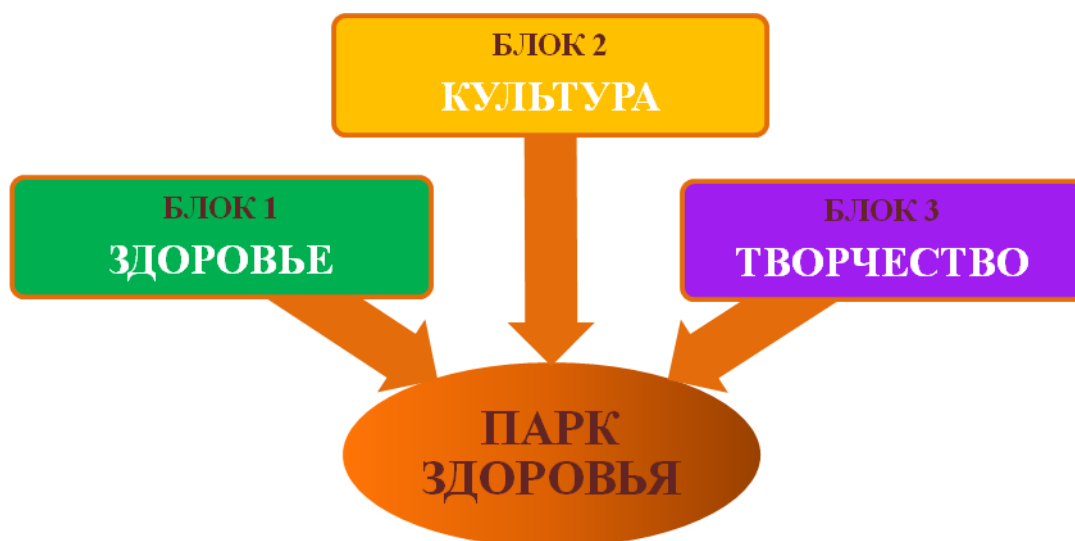 БЛОК 2
КУЛЬТУРА
БЛОК 1
ЗДОРОВЬЕ
БЛОК 3
ТВОРЧЕСТВО
ПАРК
ЗДОРОВЬЯ